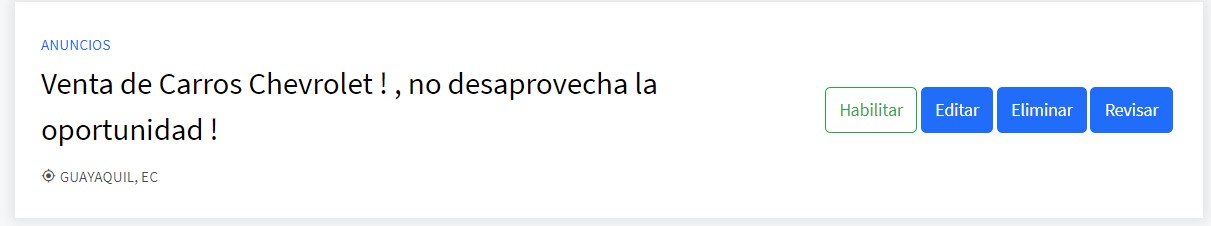 ANUNCIOS
Venta de Carros Chevrolet ! , no desaprovecha la
oportunidad !
GUAYAQUIL, EC
Habilitar Editar Eliminar Revisar